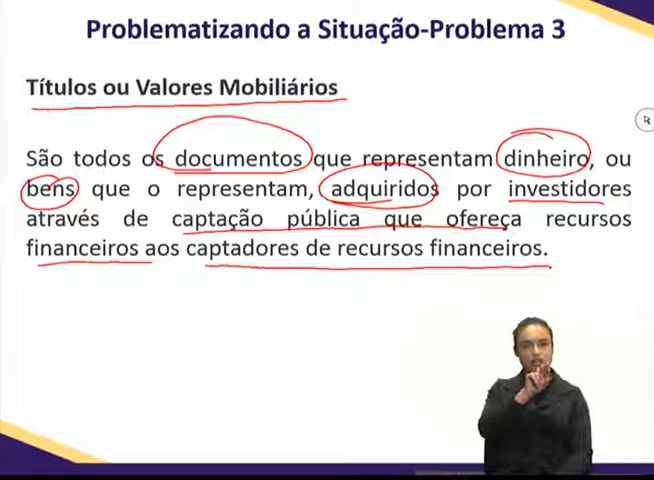 Problematizando a Situação-Problema 3
Títulos ou Valores Mobiliários
São todos os documentos que representam dinheiro, ou
bens que o representam, adquiridos por investidores
através de captação pública que ofereça recursos
financeiros aos captadores de recursos financeiros.